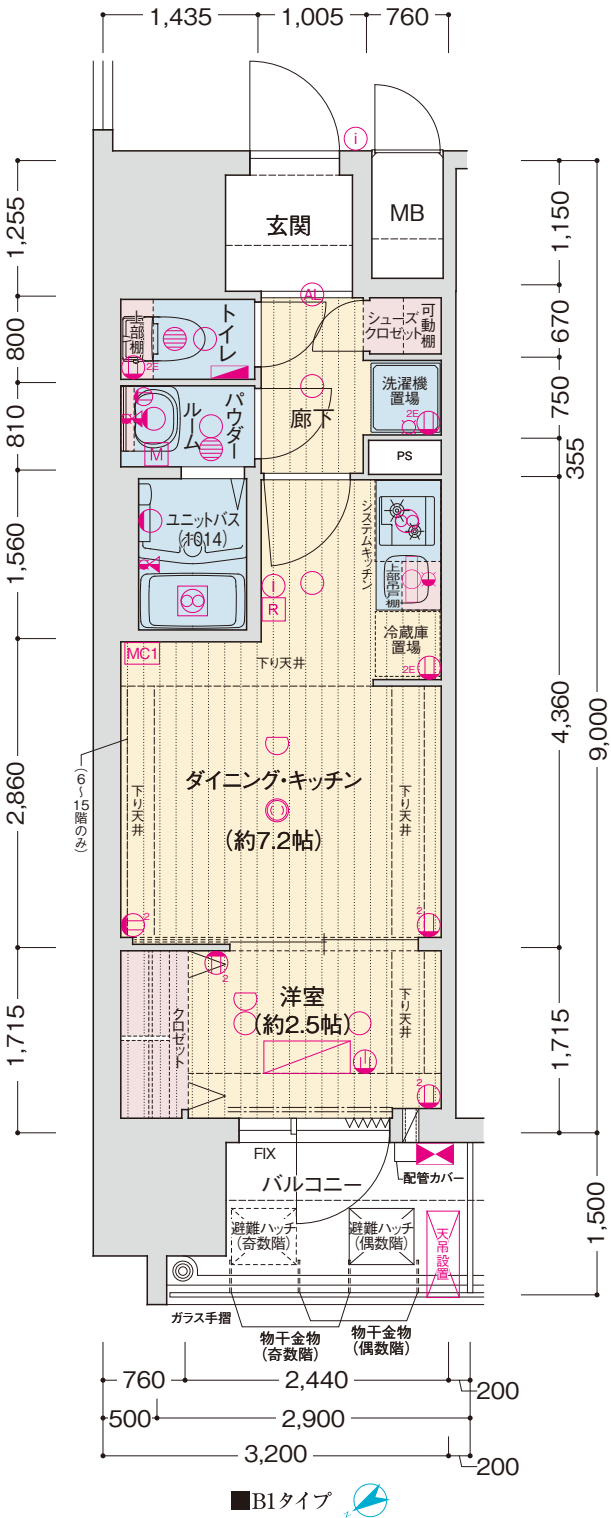 1,435
1,005
760
1,255
800
810
1,560
2,860
1,715
1,150
670
750
355
4,360
9,000
1,715
1,500
i
玄関
MB
AL
トイレ
上部棚
2E
シューズ
クロゼット
可動棚
洗濯機
置場
2E
パウダー
ルーム
M
廊下
PS
ユニットバス
(1014)
システムキッチン
上部吊戸棚
冷蔵庫
置場
2E
I
R
MC1
下り天井
ダイニング・キッチン
(約7.2帖)
下り天井
下り天井
(6〜15階のみ)
2
2
2
洋室
(約2.5帖)
下り天井
クロゼット
2
FIX
バルコニー
配管カバー
避難ハッチ
(奇数階)
避難ハッチ
(偶数階)
天吊設置
ガラス手摺
物干金物
(奇数階)
物干金物
(偶数階)
760
2,440
200
500
2,900
3,200
200
■B1タイプ